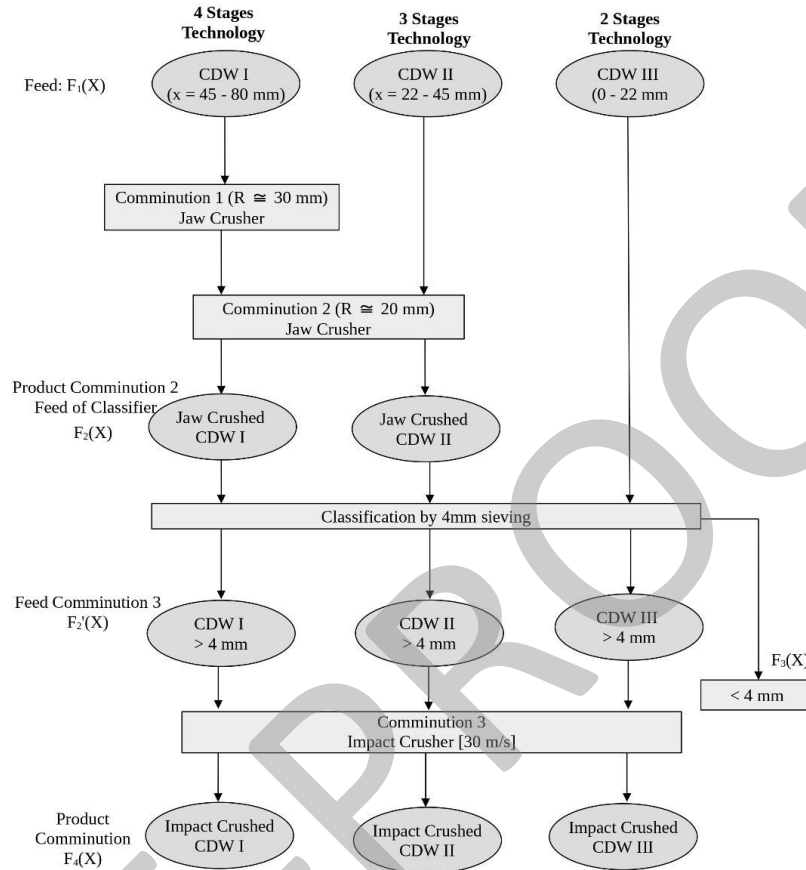 4 Stages
Technology
3 Stages
Technology
2 Stages
Technology
Feed: F₁(X)
CDW I
(x = 45 - 80 mm)
CDW II
(x = 22 - 45 mm)
CDW III
(0 - 22 mm
Comminution 1 (R ≅ 30 mm)
Jaw Crusher
Comminution 2 (R ≅ 20 mm)
Jaw Crusher
Product Comminution 2
Feed of Classifier
F₂(X)
Jaw Crushed
CDW I
Jaw Crushed
CDW II
Classification by 4mm sieving
Feed Comminution 3
F₂'(X)
CDW I
> 4 mm
CDW II
> 4 mm
CDW III
> 4 mm
F₃(X)
< 4 mm
Comminution 3
Impact Crusher [30 m/s]
Product
Comminution
F₄(X)
Impact Crushed
CDW I
Impact Crushed
CDW II
Impact Crushed
CDW III